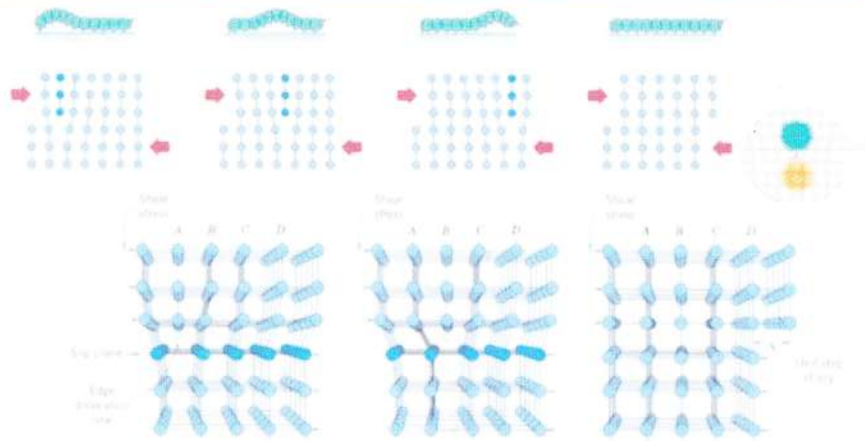 Shear
stress
A B C D
Shear
stress
A B C D
Shear
stress
A B C D
Slip plane
Edge
dislocation
line
Unit step
of slip